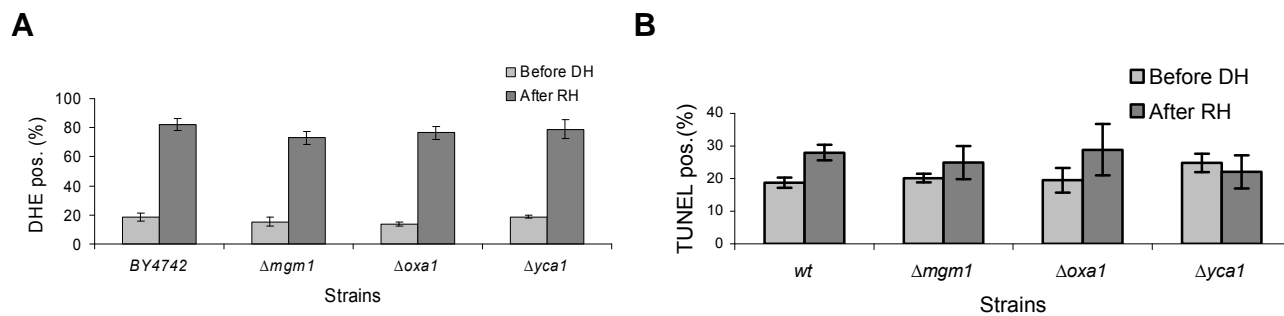 A
Before DH
After RH
DHE pos. (%)
100
80
60
40
20
0
BY4742 Δmgm1 Δoxa1 Δyca1
Strains
B
Before DH
After RH
TUNEL pos.(%)
40
30
20
10
0
wt Δmgm1 Δoxa1 Δyca1
Strains